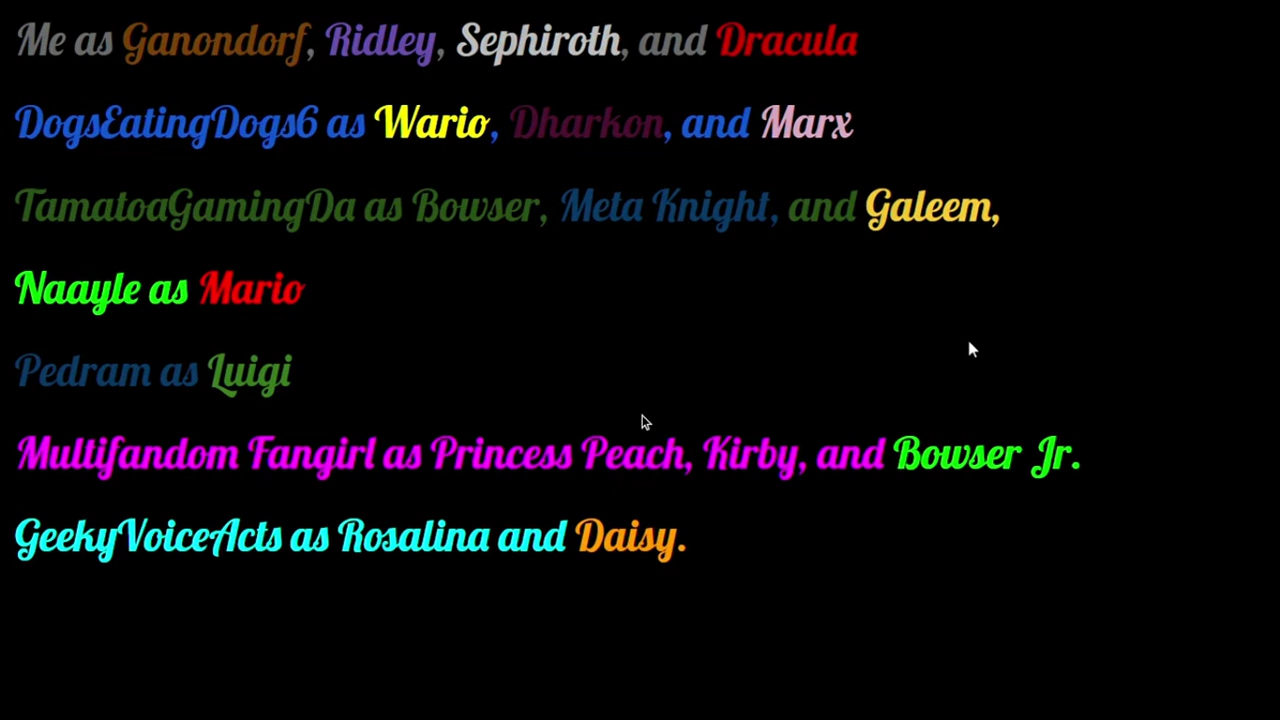 Me as Ganondorf, Ridley, Sephiroth, and Dracula
DogsEatingDogs6 as Wario, Dharkon, and Marx
TamatoaGamingDa as Bowser, Meta Knight, and Galeem,
Naayle as Mario
Pedram as Luigi
Multifandom Fangirl as Princess Peach, Kirby, and Bowser Jr.
GeekyVoiceActs as Rosalina and Daisy.